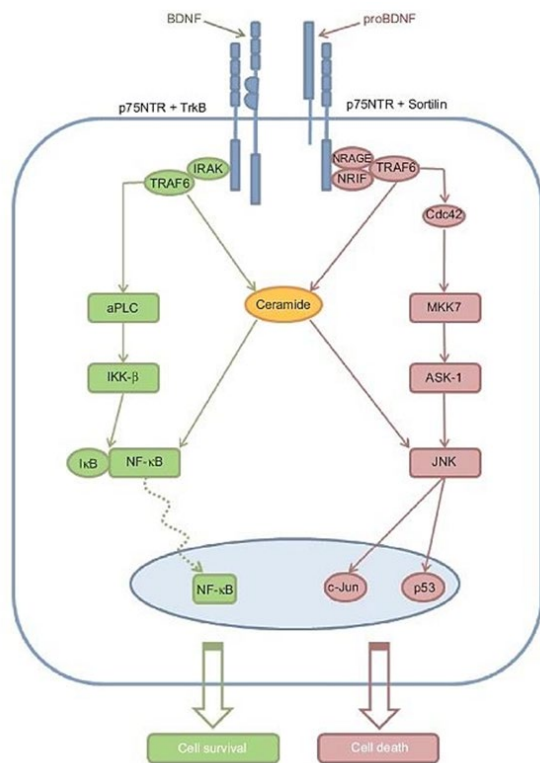 BDNF
proBDNF
p75NTR + TrkB
p75NTR + Sortilin
IRAK
TRAF6
NRAGE
NRIF
TRAF6
Cdc42
aPLC
Ceramide
MKK7
IKK-β
ASK-1
IκB
NF-κB
JNK
NF-κB
c-Jun
p53
Cell survival
Cell death